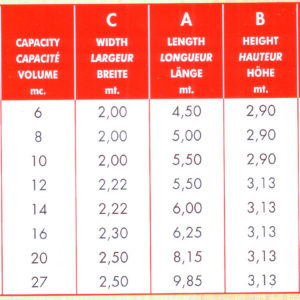 C A B
CAPACITY WIDTH LENGTH HEIGHT
CAPACITÉ LARGEUR LONGUEUR HAUTEUR
VOLUME BREITE LÄNGE HÖHE
mc. mt. mt. mt.
6 2,00 4,50 2,90
8 2,00 5,00 2,90
10 2,00 5,50 2,90
12 2,22 5,50 3,13
14 2,22 6,00 3,13
16 2,30 6,25 3,13
20 2,50 8,15 3,13
27 2,50 9,85 3,13